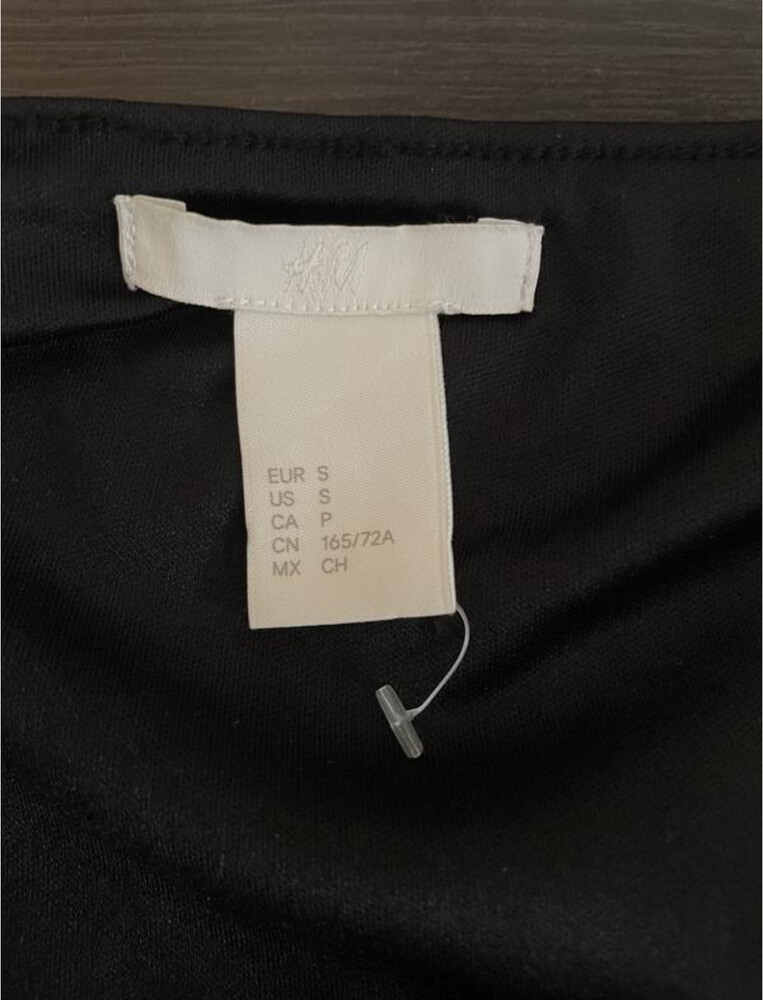 H&M
EUR S
US S
CA P
CN 165/72A
MX CH